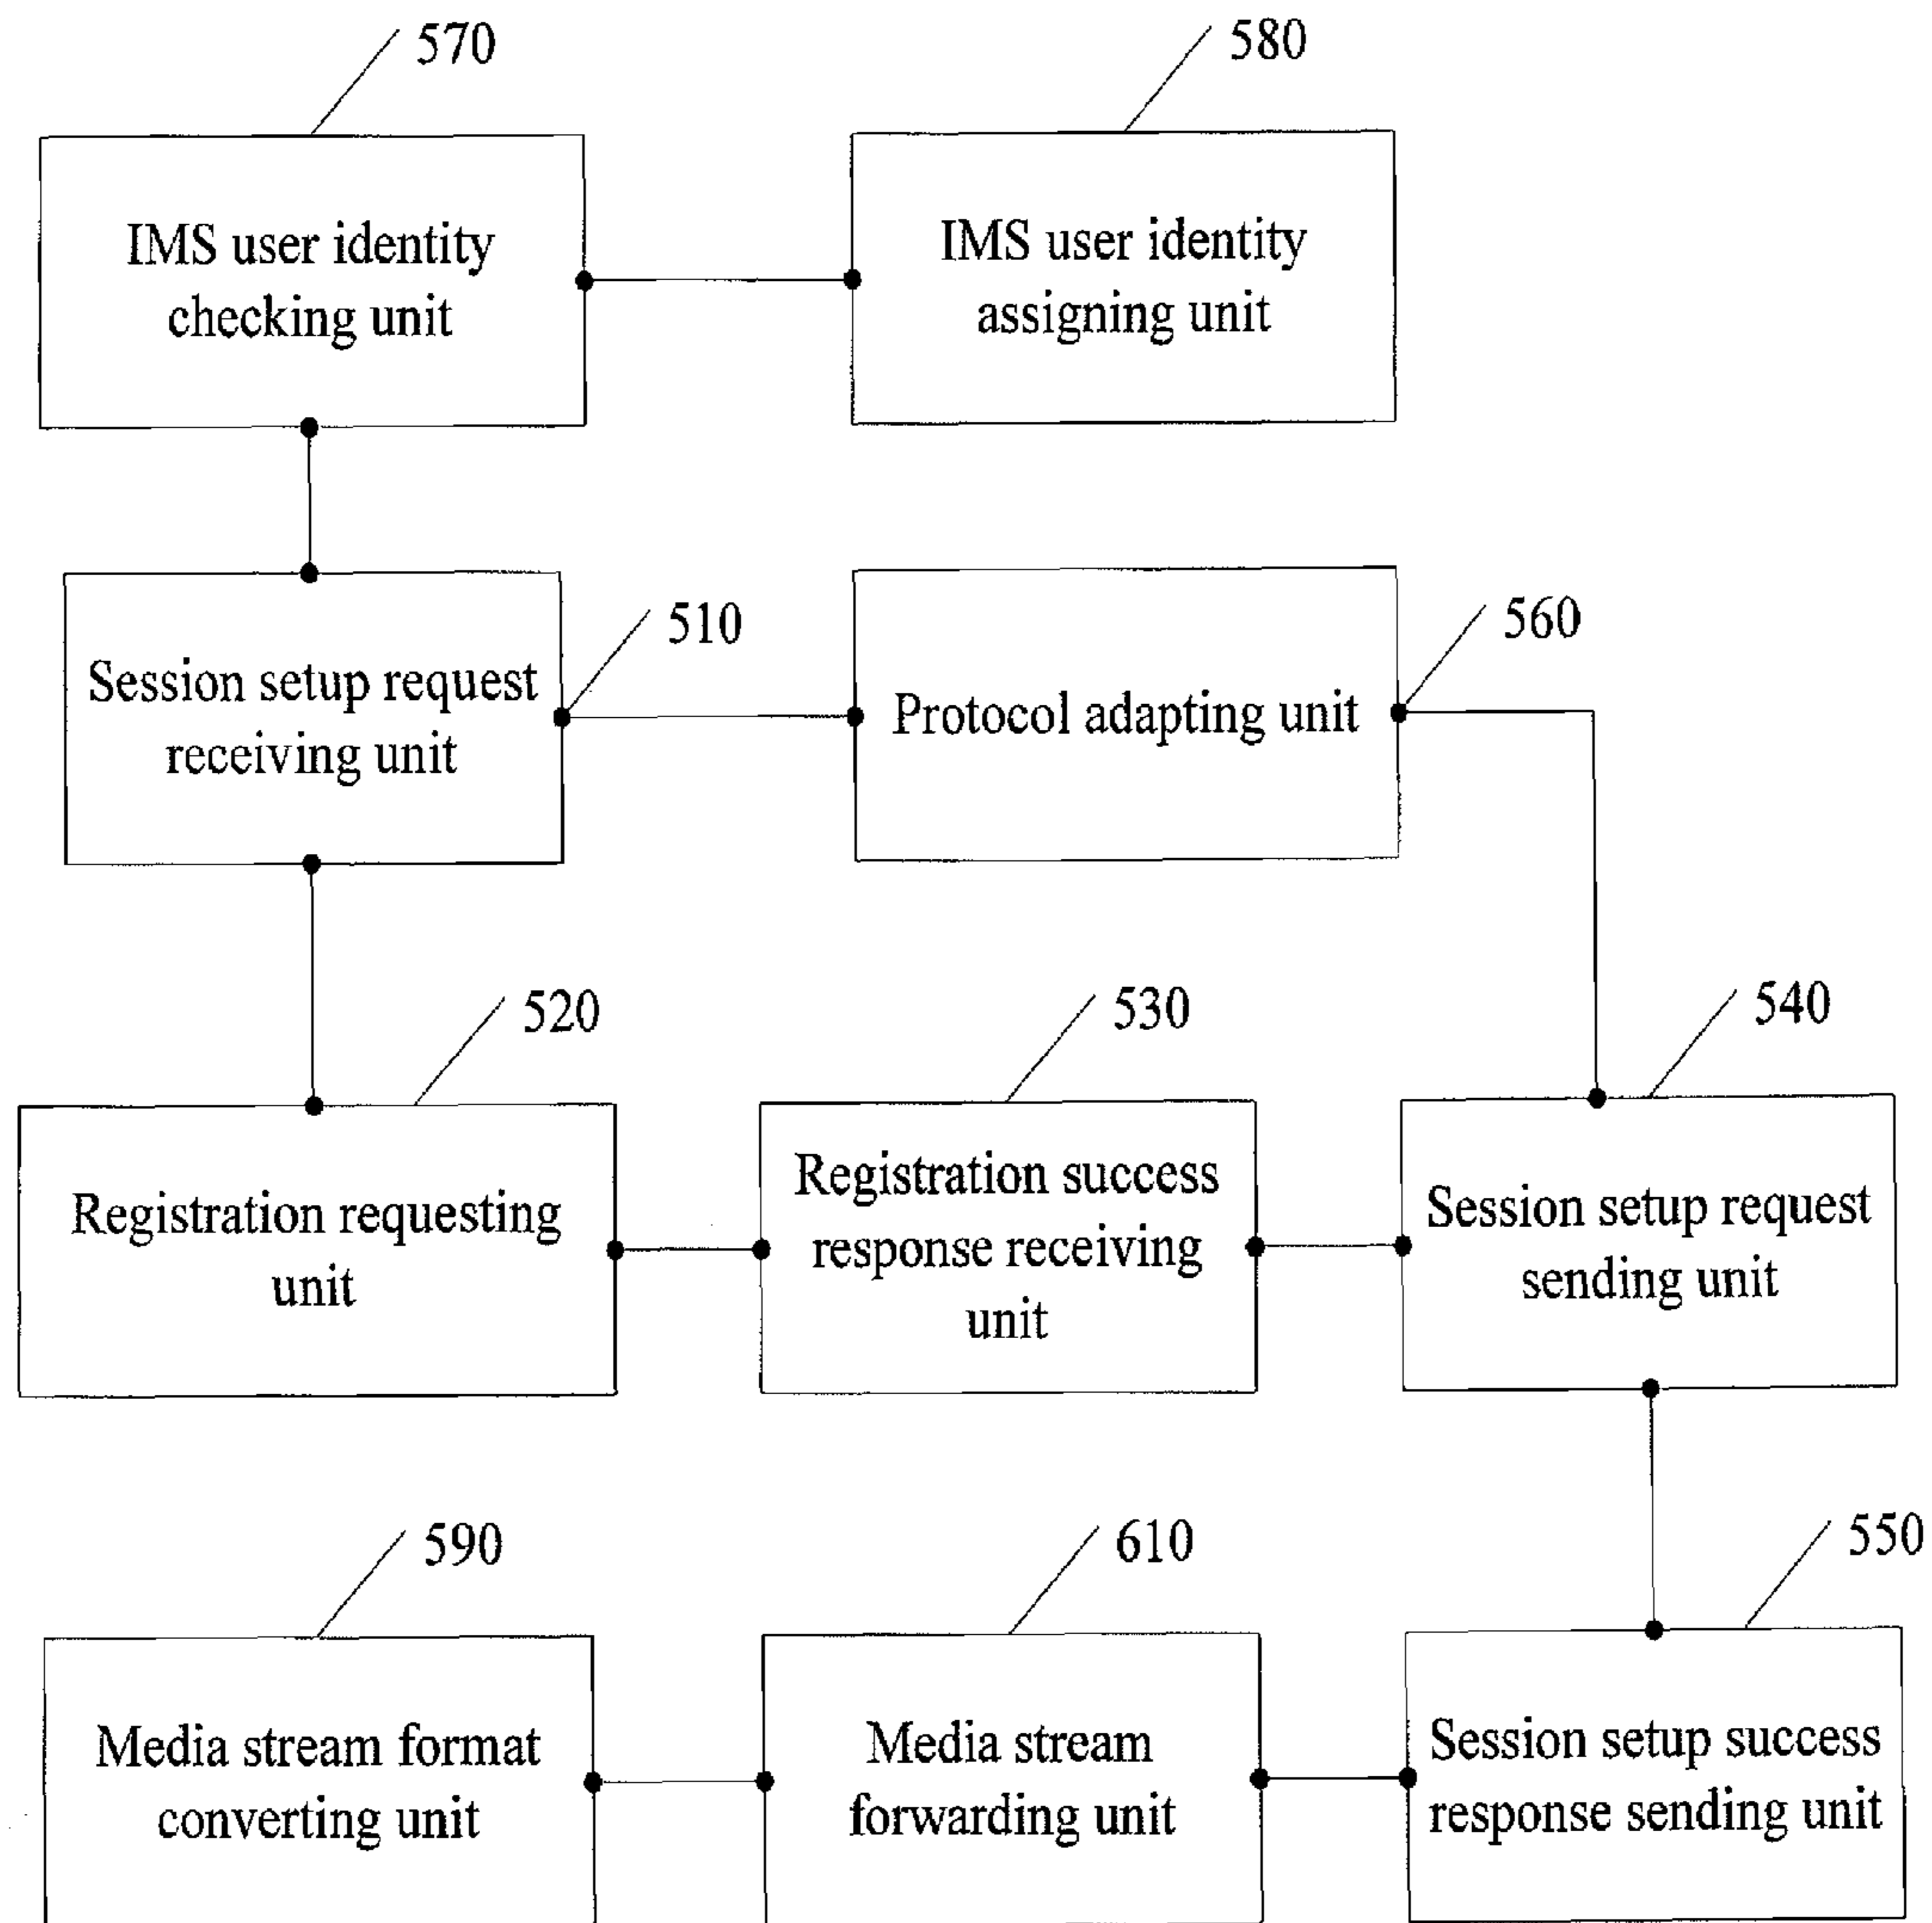 570
580
IMS user identity
checking unit
IMS user identity
assigning unit
510
560
Session setup request
receiving unit
Protocol adapting unit
520
530
540
Registration requesting
unit
Registration success
response receiving
unit
Session setup request
sending unit
590
610
550
Media stream format
converting unit
Media stream
forwarding unit
Session setup success
response sending unit